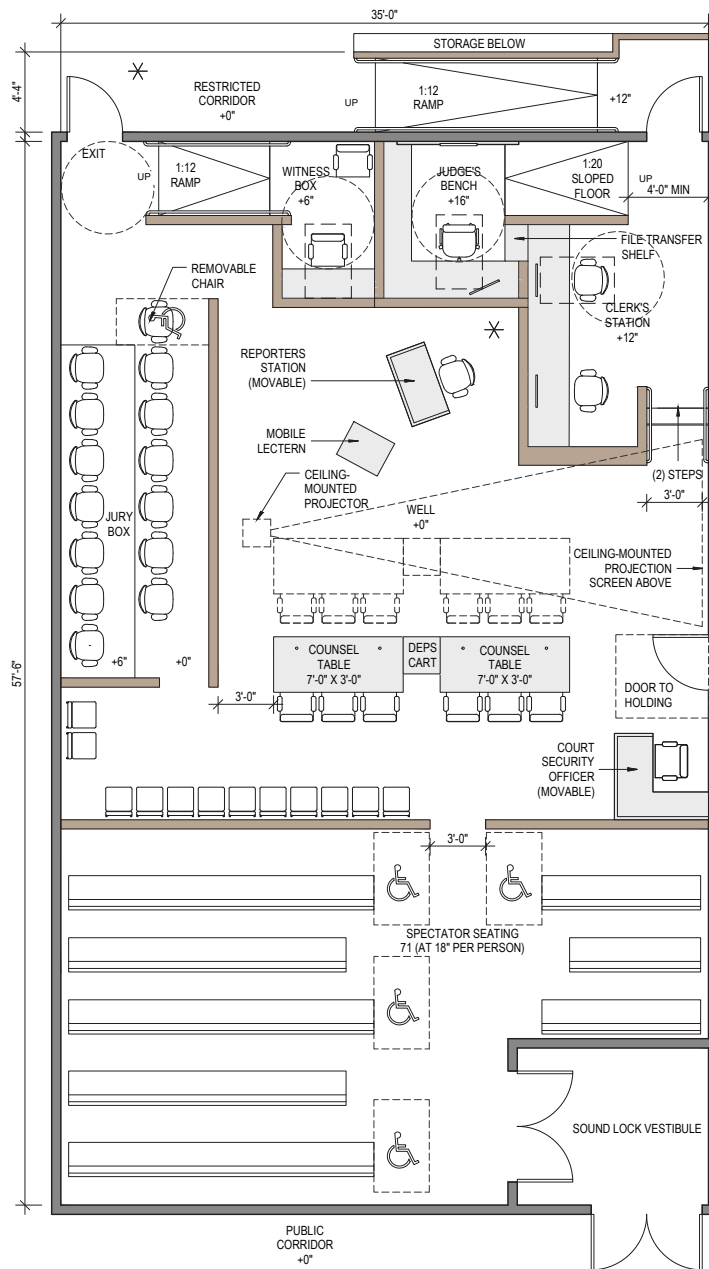 35'-0"
STORAGE BELOW
4'-4"
RESTRICTED
CORRIDOR
+0"
UP
1:12
RAMP
+12"
EXIT
UP
1:12
RAMP
WITNESS
BOX
+6"
JUDGE'S
BENCH
+16"
1:20
SLOPED
FLOOR
UP
4'-0" MIN
FILE TRANSFER
SHELF
REMOVABLE
CHAIR
CLERK'S
STATION
+12"
REPORTERS
STATION
(MOVABLE)
MOBILE
LECTERN
CEILING-
MOUNTED
PROJECTOR
(2) STEPS
3'-0"
JURY
BOX
WELL
+0"
CEILING-MOUNTED
PROJECTION
SCREEN ABOVE
57'-6"
+6"
+0"
COUNSEL
TABLE
7'-0" X 3'-0"
DEPS
CART
COUNSEL
TABLE
7'-0" X 3'-0"
3'-0"
DOOR TO
HOLDING
COURT
SECURITY
OFFICER
(MOVABLE)
3'-0"
SPECTATOR SEATING
71 (AT 18" PER PERSON)
SOUND LOCK VESTIBULE
PUBLIC
CORRIDOR
+0"